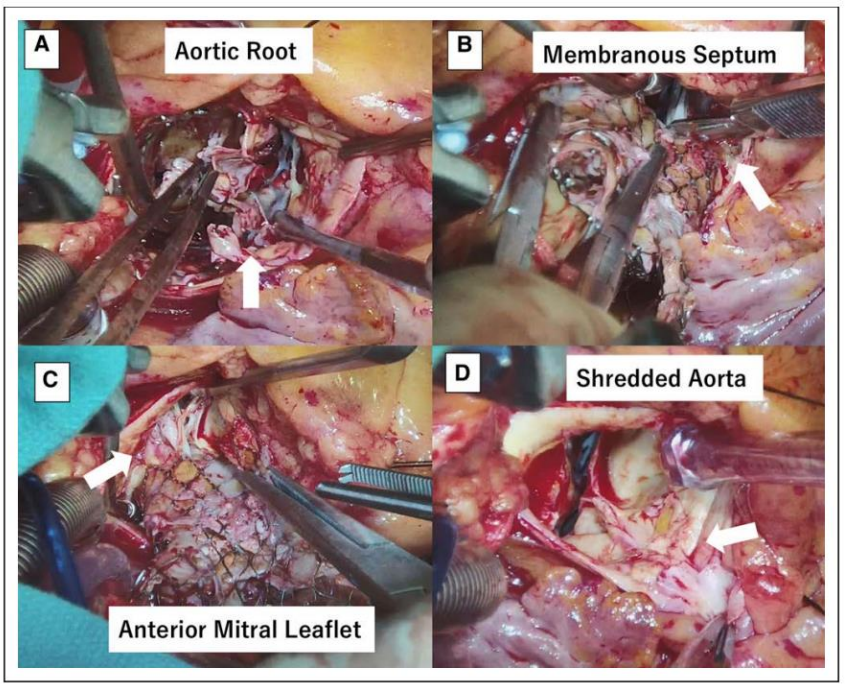 A
Aortic Root
B
Membranous Septum
C
Anterior Mitral Leaflet
D
Shredded Aorta